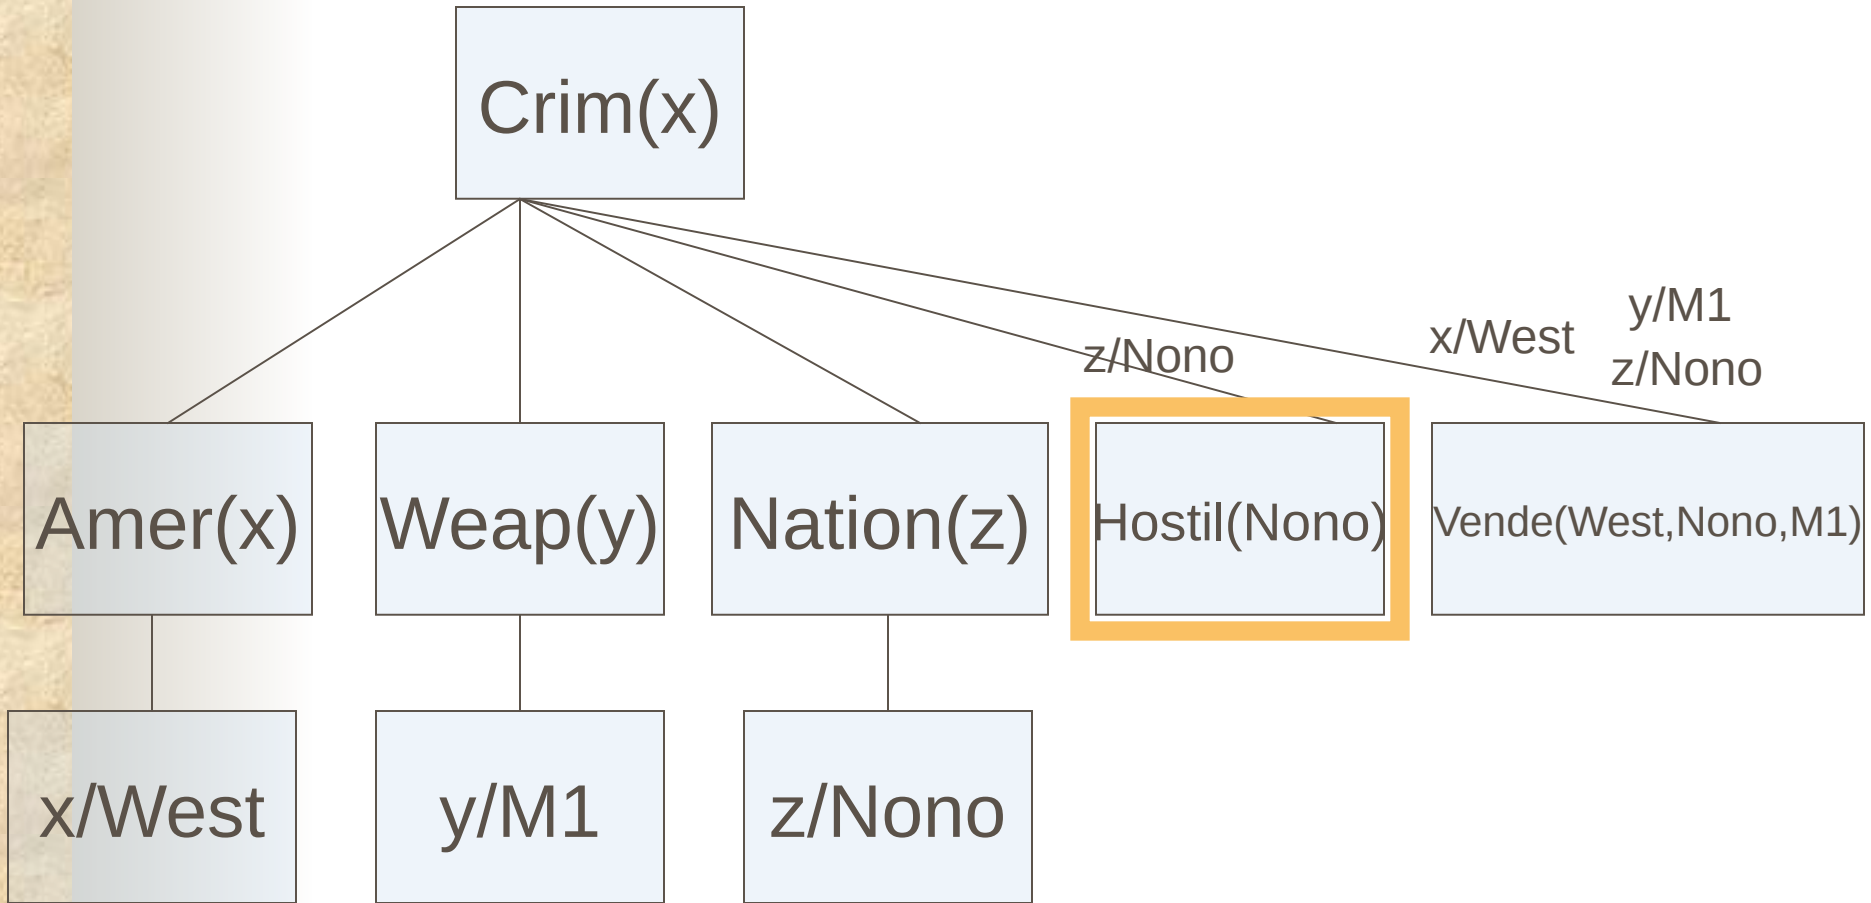 Crim(x)
y/M1
x/West
z/Nono
z/Nono
Amer(x)
Weap(y)
Nation(z)
Hostil(Nono)
Vende(West,Nono,M1)
x/West
y/M1
z/Nono